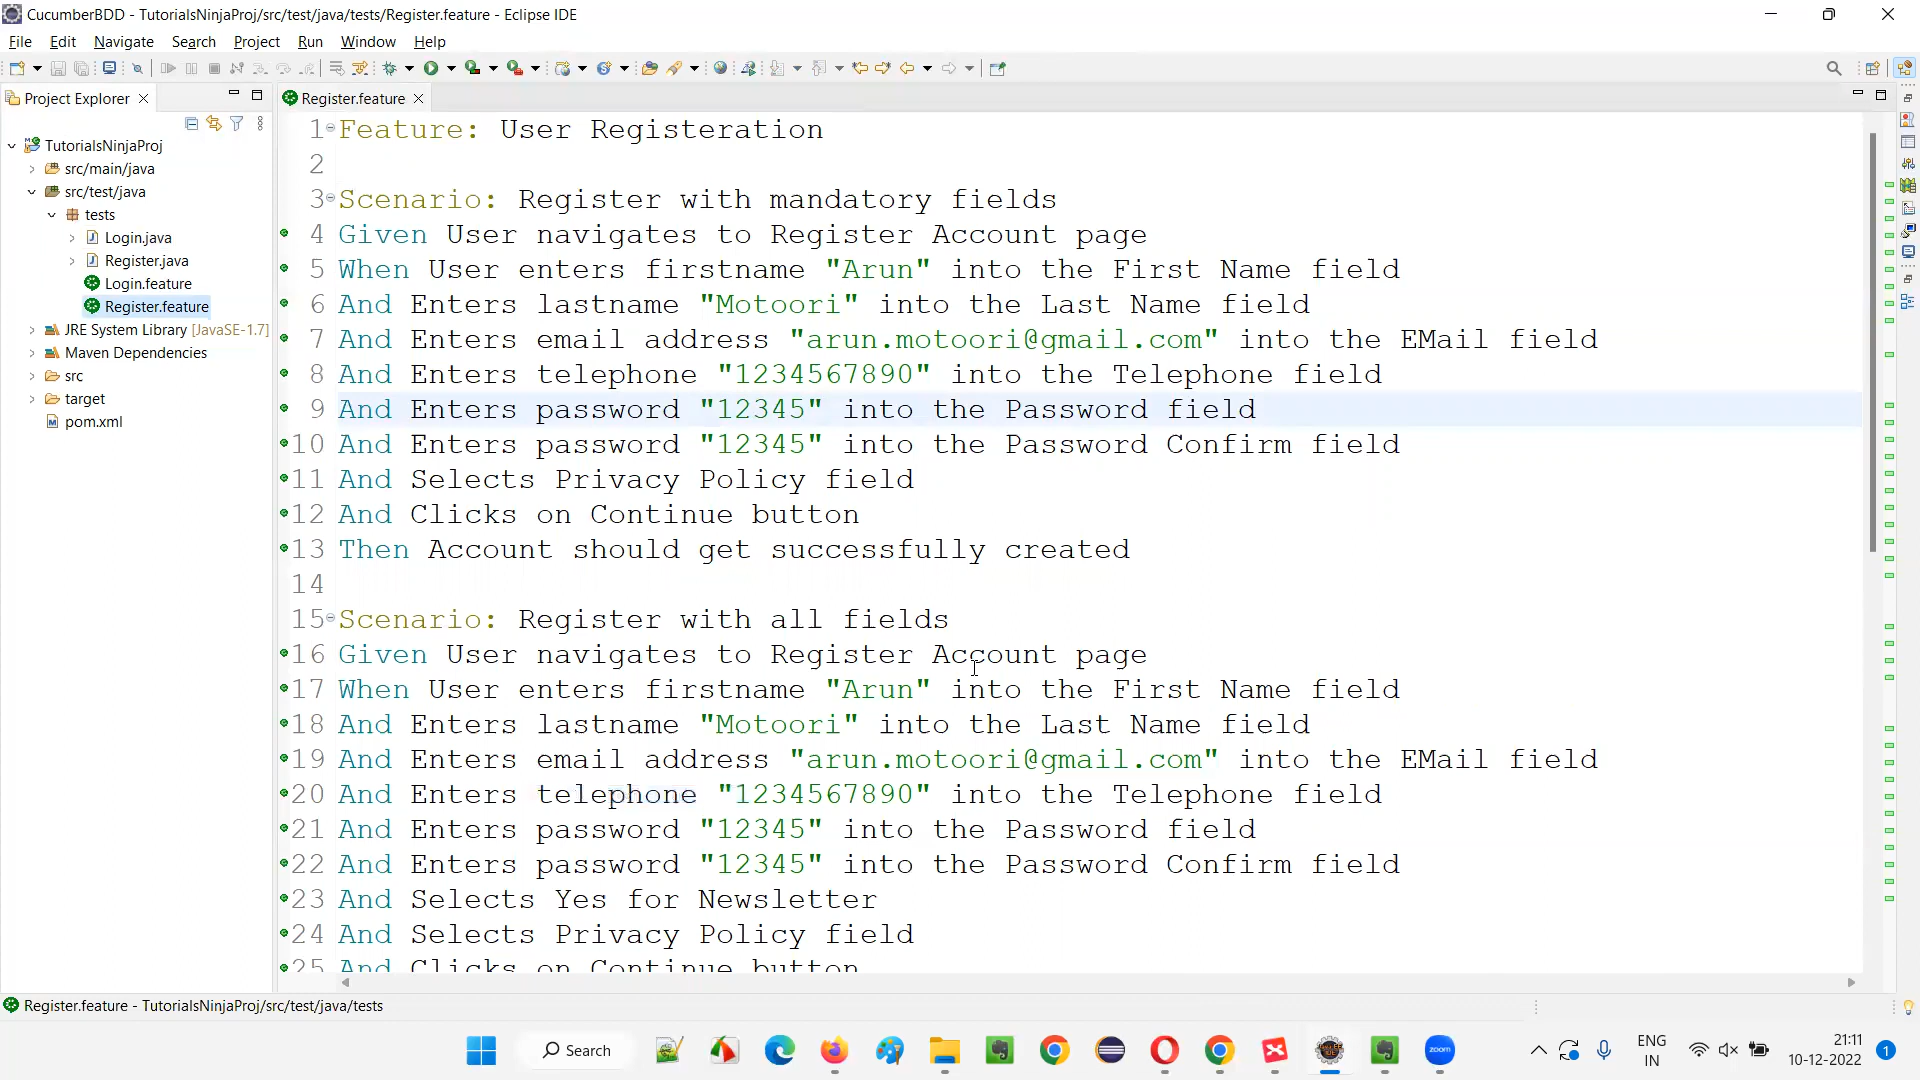 CucumberBDD - TutorialsNinjaProj/src/test/java/tests/Register.feature - Eclipse IDE
File Edit Navigate Search Project Run Window Help
Project Explorer
Register.feature
TutorialsNinjaProj
src/main/java
src/test/java
tests
Login.java
Register.java
Login.feature
Register.feature
JRE System Library [JavaSE-1.7]
Maven Dependencies
src
target
pom.xml
1 Feature: User Registeration
2
3 Scenario: Register with mandatory fields
4 Given User navigates to Register Account page
5 When User enters firstname "Arun" into the First Name field
6 And Enters lastname "Motoori" into the Last Name field
7 And Enters email address "arun.motoori@gmail.com" into the EMail field
8 And Enters telephone "1234567890" into the Telephone field
9 And Enters password "12345" into the Password field
10 And Enters password "12345" into the Password Confirm field
11 And Selects Privacy Policy field
12 And Clicks on Continue button
13 Then Account should get successfully created
14
15 Scenario: Register with all fields
16 Given User navigates to Register Account page
17 When User enters firstname "Arun" into the First Name field
18 And Enters lastname "Motoori" into the Last Name field
19 And Enters email address "arun.motoori@gmail.com" into the EMail field
20 And Enters telephone "1234567890" into the Telephone field
21 And Enters password "12345" into the Password field
22 And Enters password "12345" into the Password Confirm field
23 And Selects Yes for Newsletter
24 And Selects Privacy Policy field
25 And Clicks on Continue button
Register.feature - TutorialsNinjaProj/src/test/java/tests
Search
zoom
ENG
IN
21:11
10-12-2022
1